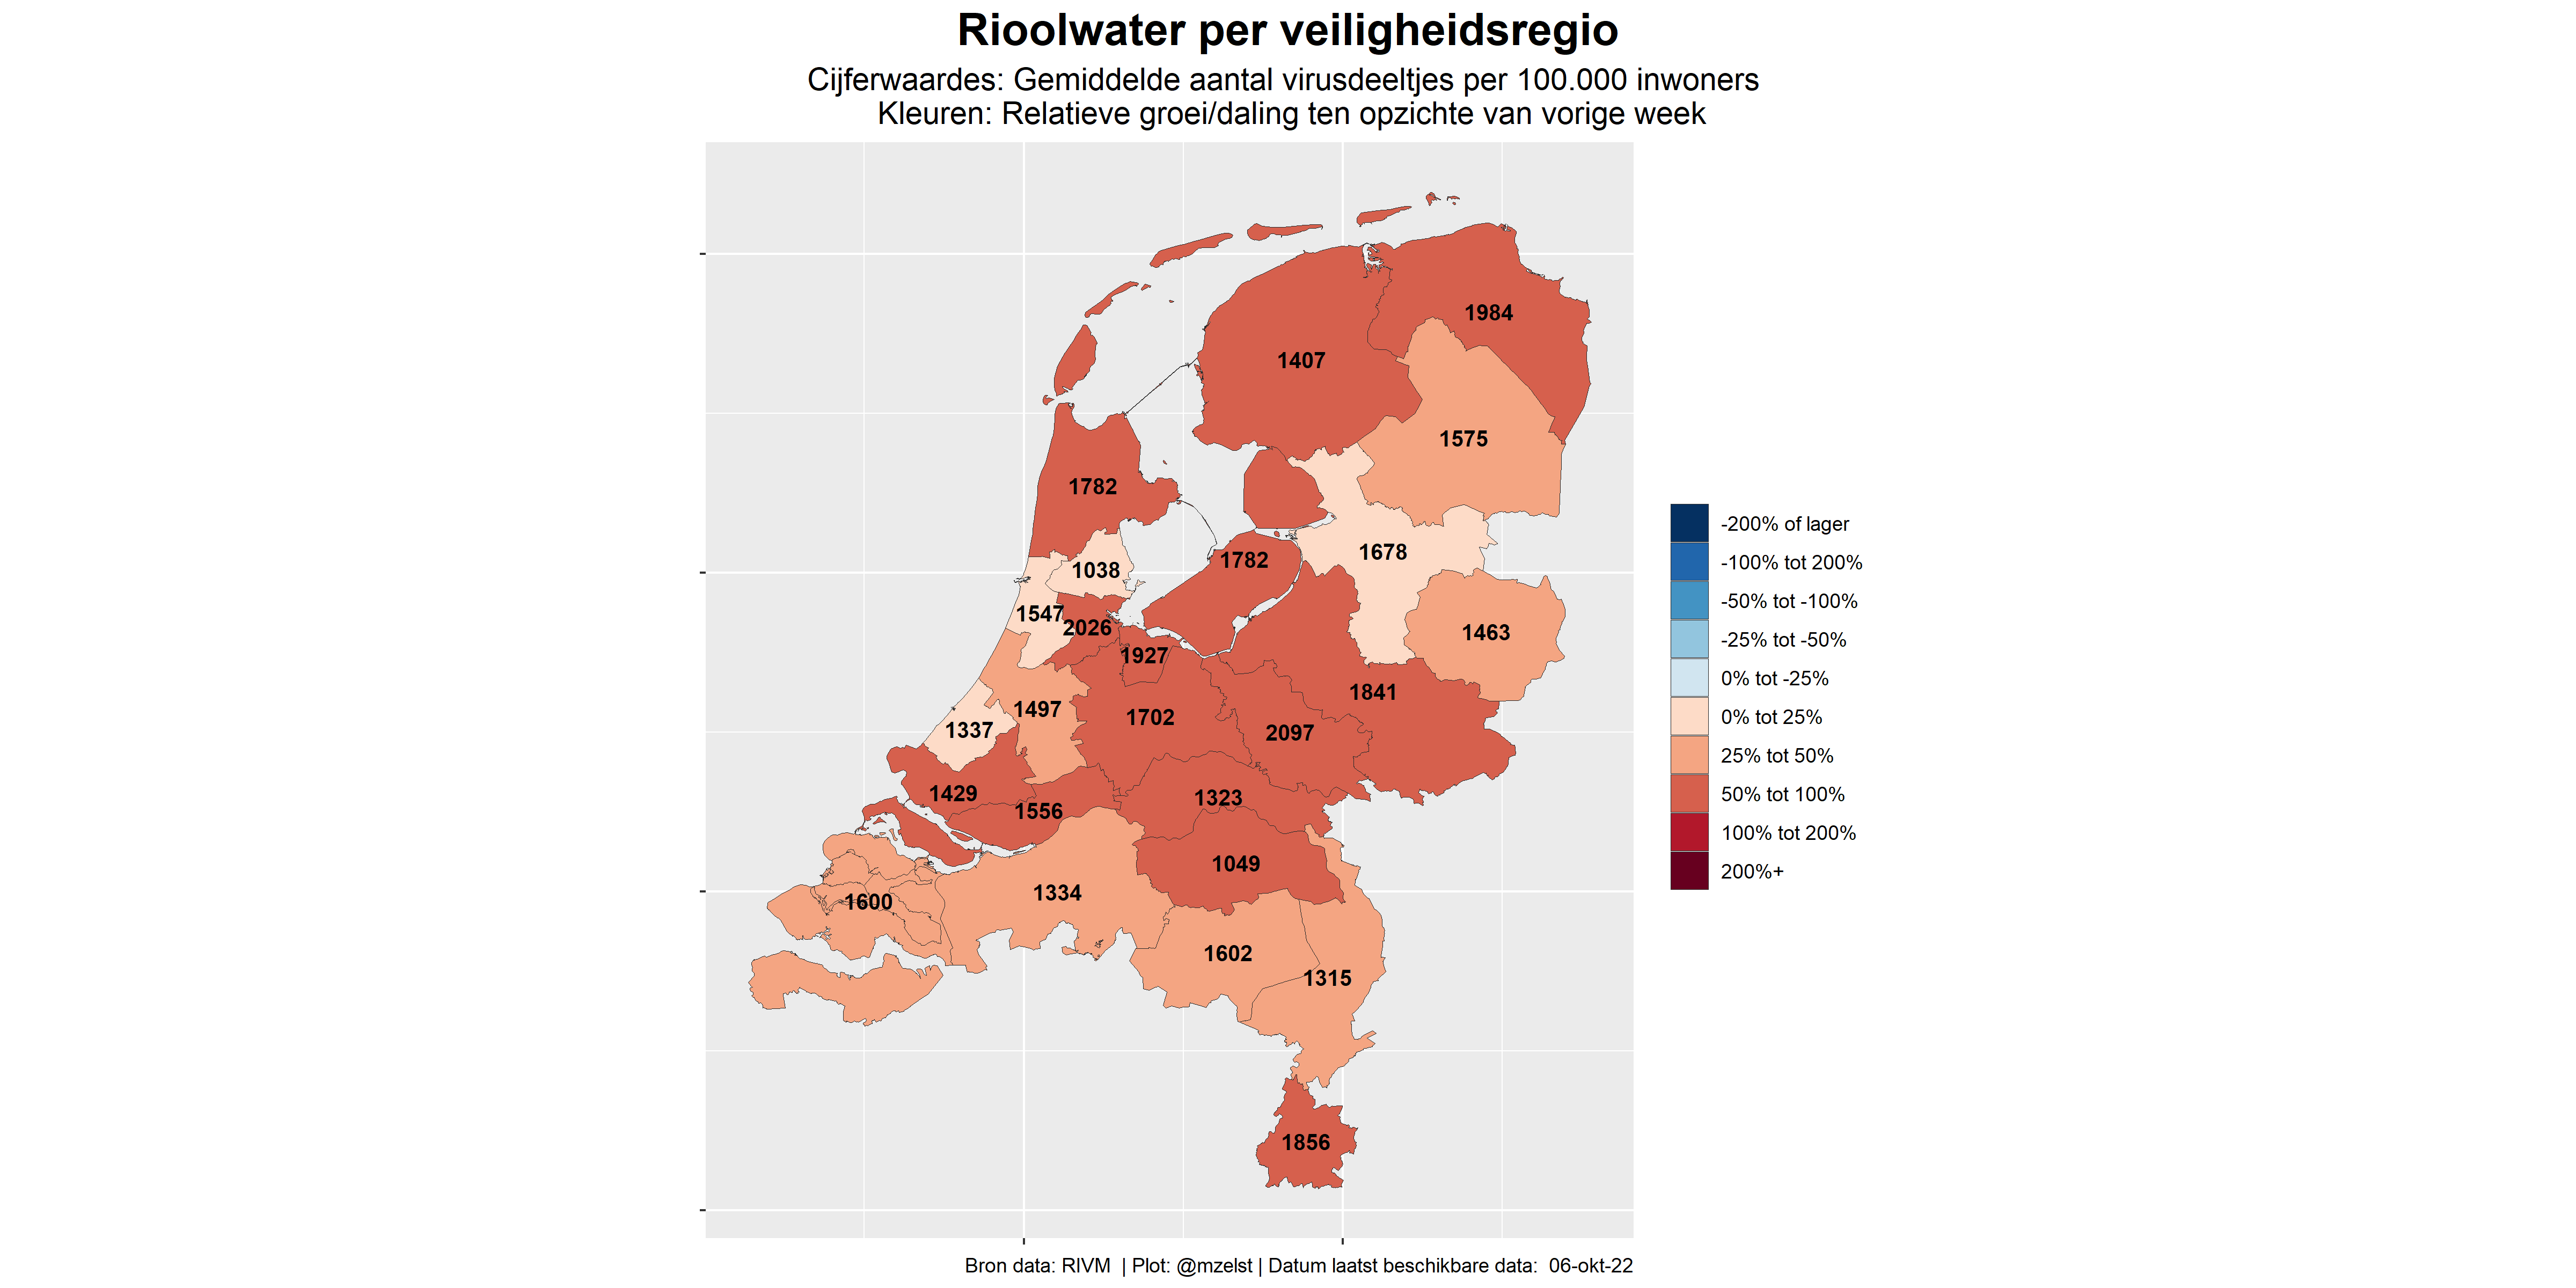 Rioolwater per veiligheidsregio
Cijferwaardes: Gemiddelde aantal virusdeeltjes per 100.000 inwoners
Kleuren: Relatieve groei/daling ten opzichte van vorige week
1984
1407
1575
1782
1678
1782
1038
1547
2026
1463
1927
1841
1497
1702
1337
2097
1429
1323
1556
1049
1334
1600
1602
1315
1856
-200% of lager
-100% tot 200%
-50% tot -100%
-25% tot -50%
0% tot -25%
0% tot 25%
25% tot 50%
50% tot 100%
100% tot 200%
200%+
Bron data: RIVM | Plot: @mzelst | Datum laatst beschikbare data: 06-okt-22